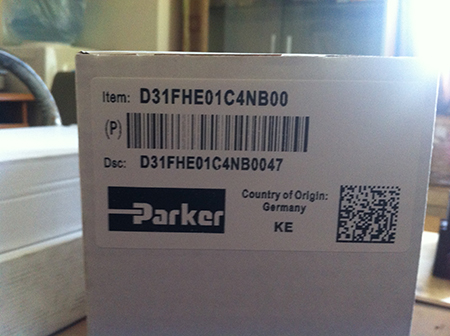 Item: D31FHE01C4NB00
(P)
Dsc: D31FHE01C4NB0047
Parker
Country of Origin:
Germany
KE